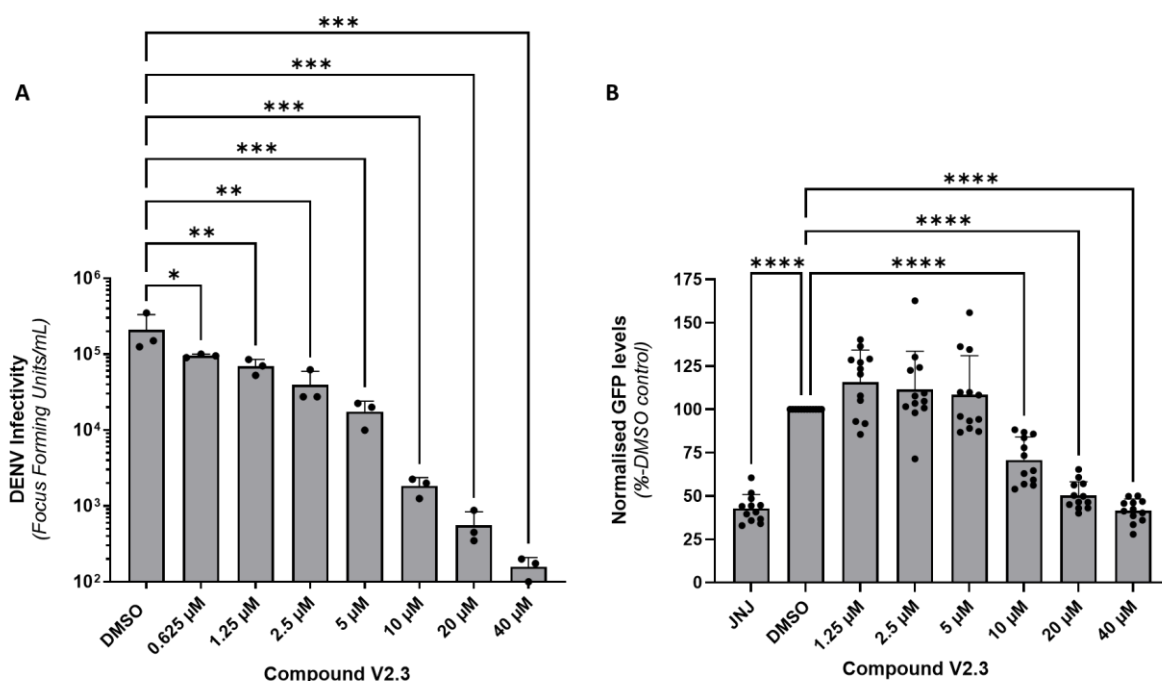 A
***
***
***
***
**
**
*
DENV Infectivity
(Focus Forming Units/mL)
10⁶
10⁵
10⁴
10³
10²
DMSO
0.625 µM
1.25 µM
2.5 µM
5 µM
10 µM
20 µM
40 µM
Compound V2.3
B
****
****
****
****
Normalised GFP levels
(%-DMSO control)
175
150
125
100
75
50
25
0
JNJ
DMSO
1.25 µM
2.5 µM
5 µM
10 µM
20 µM
40 µM
Compound V2.3